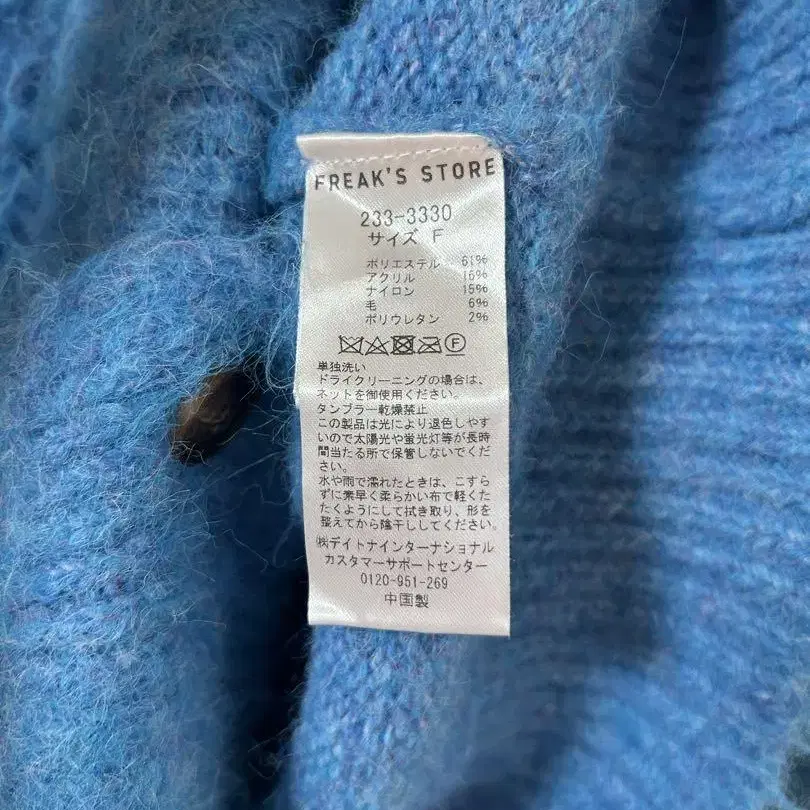 FREAK'S STORE
233-3330
サイズ F
ポリエステル 61%
アクリル 16%
ナイロン 15%
毛 6%
ポリウレタン 2%
F
単独洗い
ドライクリーニングの場合は、
ネットを御使用ください。
タンブラー乾燥禁止
この製品は光により退色しやす
いので太陽光や蛍光灯等が長時
間当たる所で保管しないでくだ
さい。
水や雨で濡れたときは、こすら
ずに素早く柔らかい布で軽くた
たくようにして拭き取り、形を
整えてから陰干ししてください。
㈱デイトナインターナショナル
カスタマーサポートセンター
0120-951-269
中国製